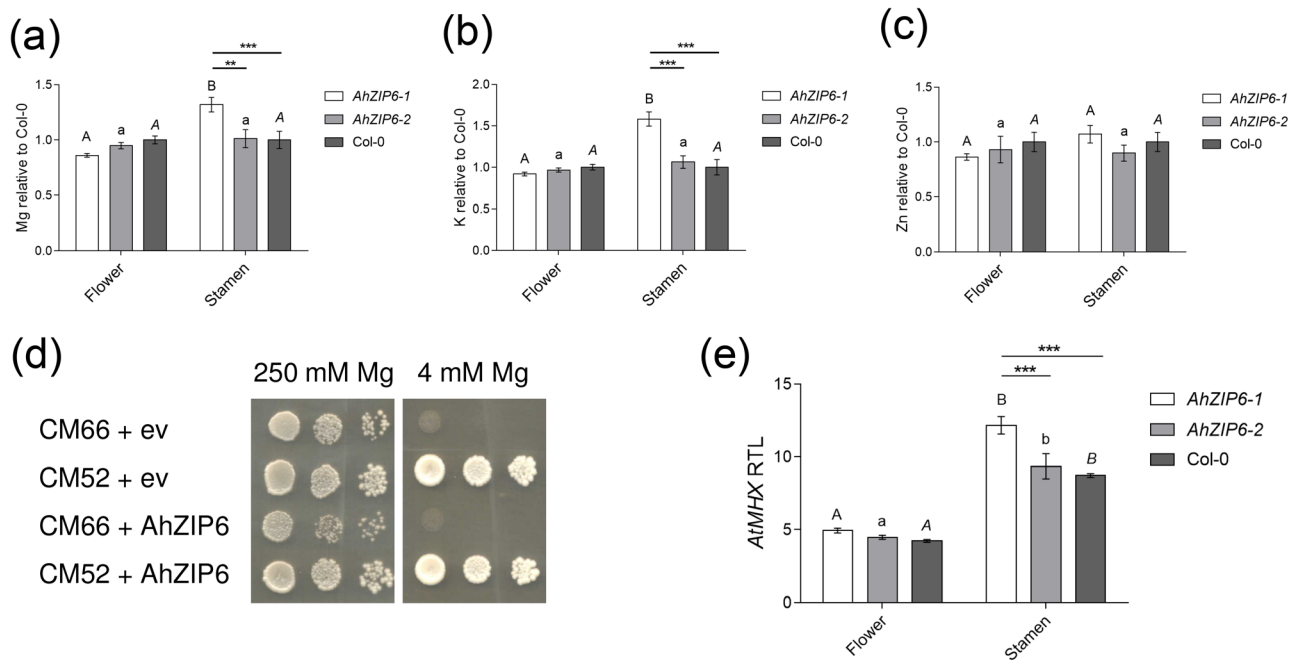 (a)
***
**
Mg relative to Col-0
1.5
1.0
0.5
0.0
A
a
A
B
a
A
Flower
Stamen
AhZIP6-1
AhZIP6-2
Col-0
(b)
***
***
K relative to Col-0
2.0
1.5
1.0
0.5
0.0
A
a
A
B
a
A
Flower
Stamen
AhZIP6-1
AhZIP6-2
Col-0
(c)
Zn relative to Col-0
1.5
1.0
0.5
0.0
A
a
A
A
a
A
Flower
Stamen
AhZIP6-1
AhZIP6-2
Col-0
(d)
250 mM Mg
4 mM Mg
CM66 + ev
CM52 + ev
CM66 + AhZIP6
CM52 + AhZIP6
(e)
***
***
AtMHX RTL
15
10
5
0
A
a
A
B
b
B
Flower
Stamen
AhZIP6-1
AhZIP6-2
Col-0